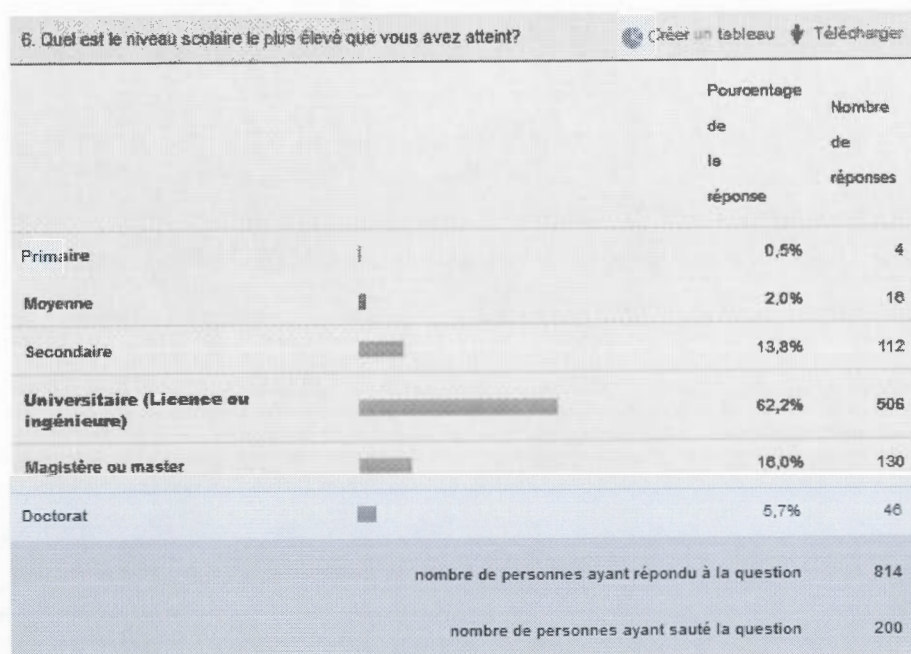 6. Quel est le niveau scolaire le plus élevé que vous avez atteint? Créer un tableau Télécharger
Pourcentage
de
la
réponse
Nombre
de
réponses
Primaire 0,5% 4
Moyenne 2,0% 16
Secondaire 13,8% 112
Universitaire (Licence ou
ingénieure) 62,2% 506
Magistère ou master 16,0% 130
Doctorat 5,7% 46
nombre de personnes ayant répondu à la question 814
nombre de personnes ayant sauté la question 200